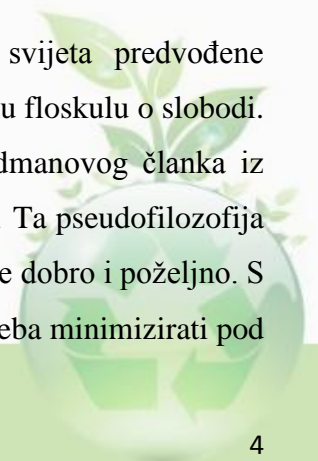 svijeta predvođene
u floskulu o slobodi.
dmanovog članka iz
Ta pseudofilozofija
e dobro i poželjno. S
eba minimizirati pod
4